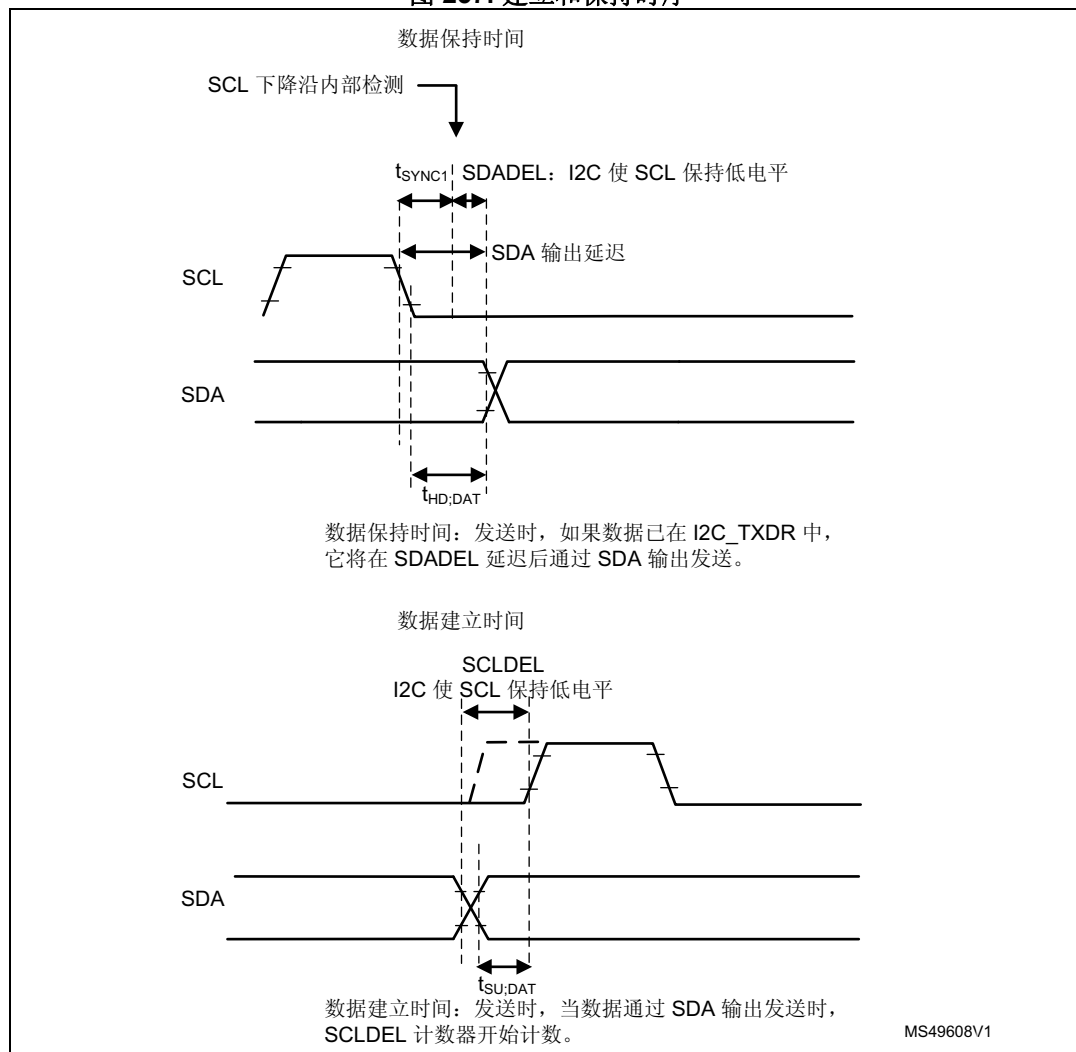 数据保持时间
SCL 下降沿内部检测
tSYNC1
SDADEL：I2C 使 SCL 保持低电平
SDA 输出延迟
SCL
SDA
tHD;DAT
数据保持时间：发送时，如果数据已在 I2C_TXDR 中，
它将在 SDADEL 延迟后通过 SDA 输出发送。
数据建立时间
SCLDEL
I2C 使 SCL 保持低电平
SCL
SDA
tSU;DAT
数据建立时间：发送时，当数据通过 SDA 输出发送时，
SCLDEL 计数器开始计数。
MS49608V1